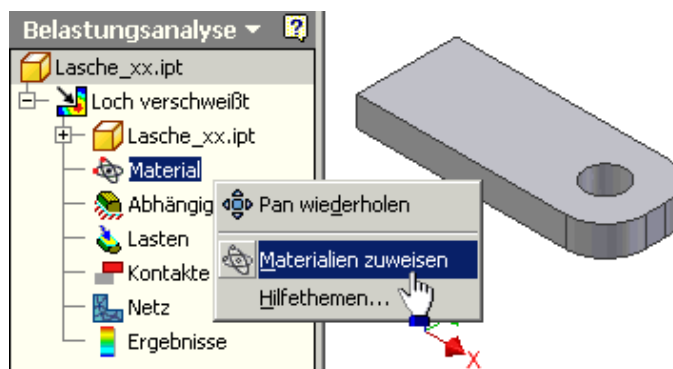 Belastungsanalyse
Lasche_xx.ipt
Loch verschweißt
Lasche_xx.ipt
Material
Abhängig
Pan wiederholen
Lasten
Materialien zuweisen
Kontakte
Hilfethemen...
Netz
Ergebnisse
X